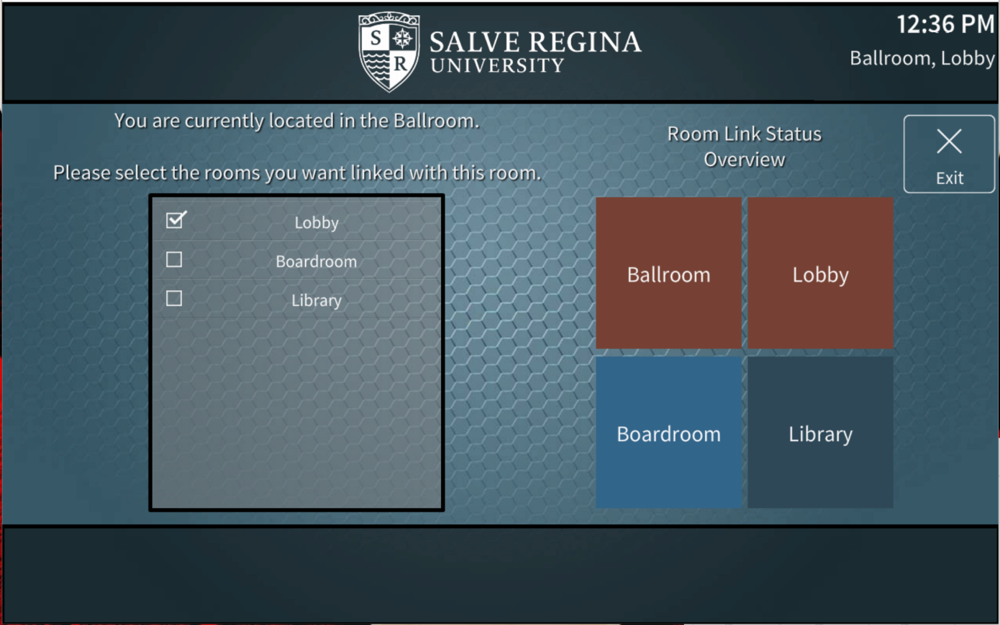 S
R
SALVE REGINA
UNIVERSITY
12:36 PM
Ballroom, Lobby
You are currently located in the Ballroom.
Please select the rooms you want linked with this room.
Lobby
Boardroom
Library
Room Link Status
Overview
Exit
Ballroom
Lobby
Boardroom
Library